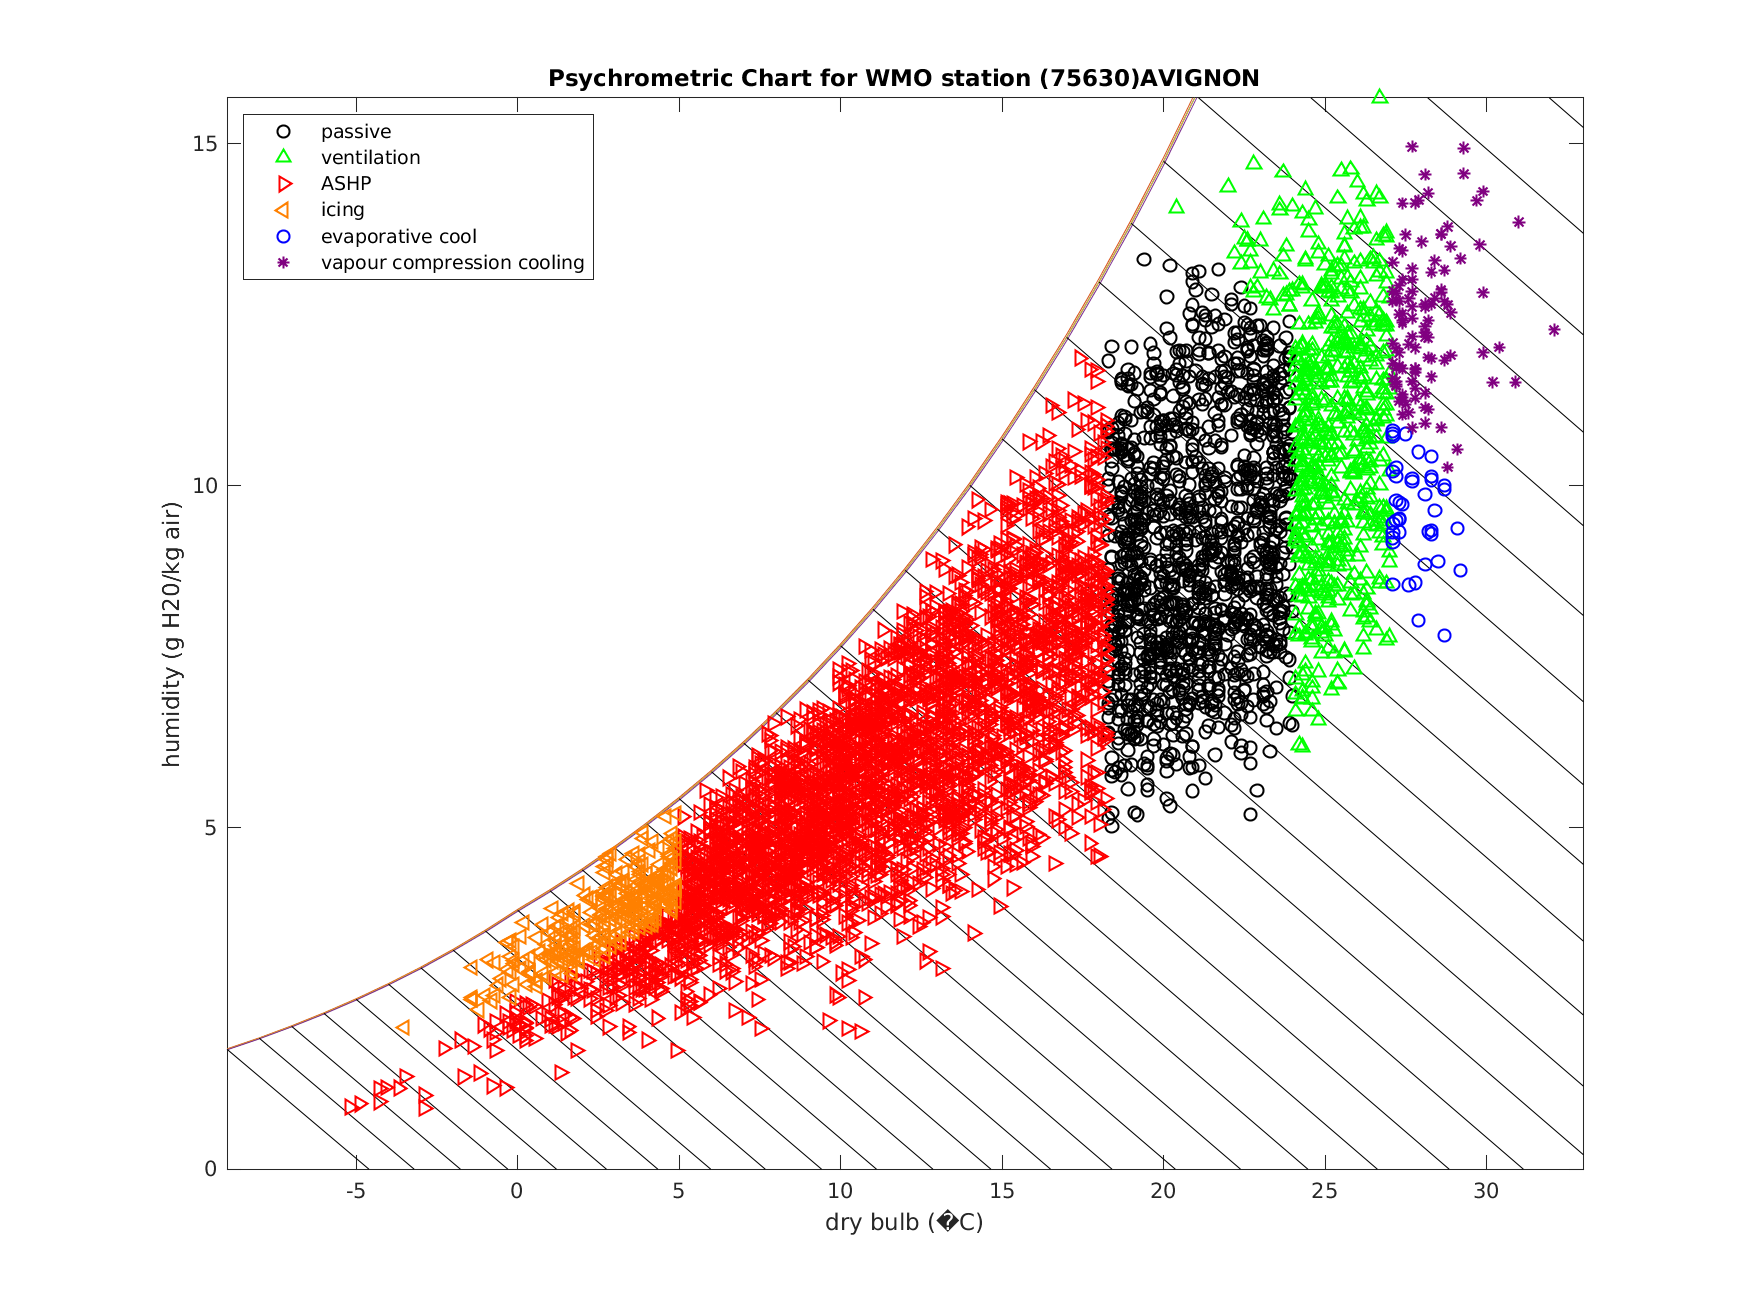 Psychrometric Chart for WMO station (75630)AVIGNON
passive
ventilation
ASHP
icing
evaporative cool
vapour compression cooling
humidity (g H20/kg air)
15
10
5
0
-5 0 5 10 15 20 25 30
dry bulb (�C)